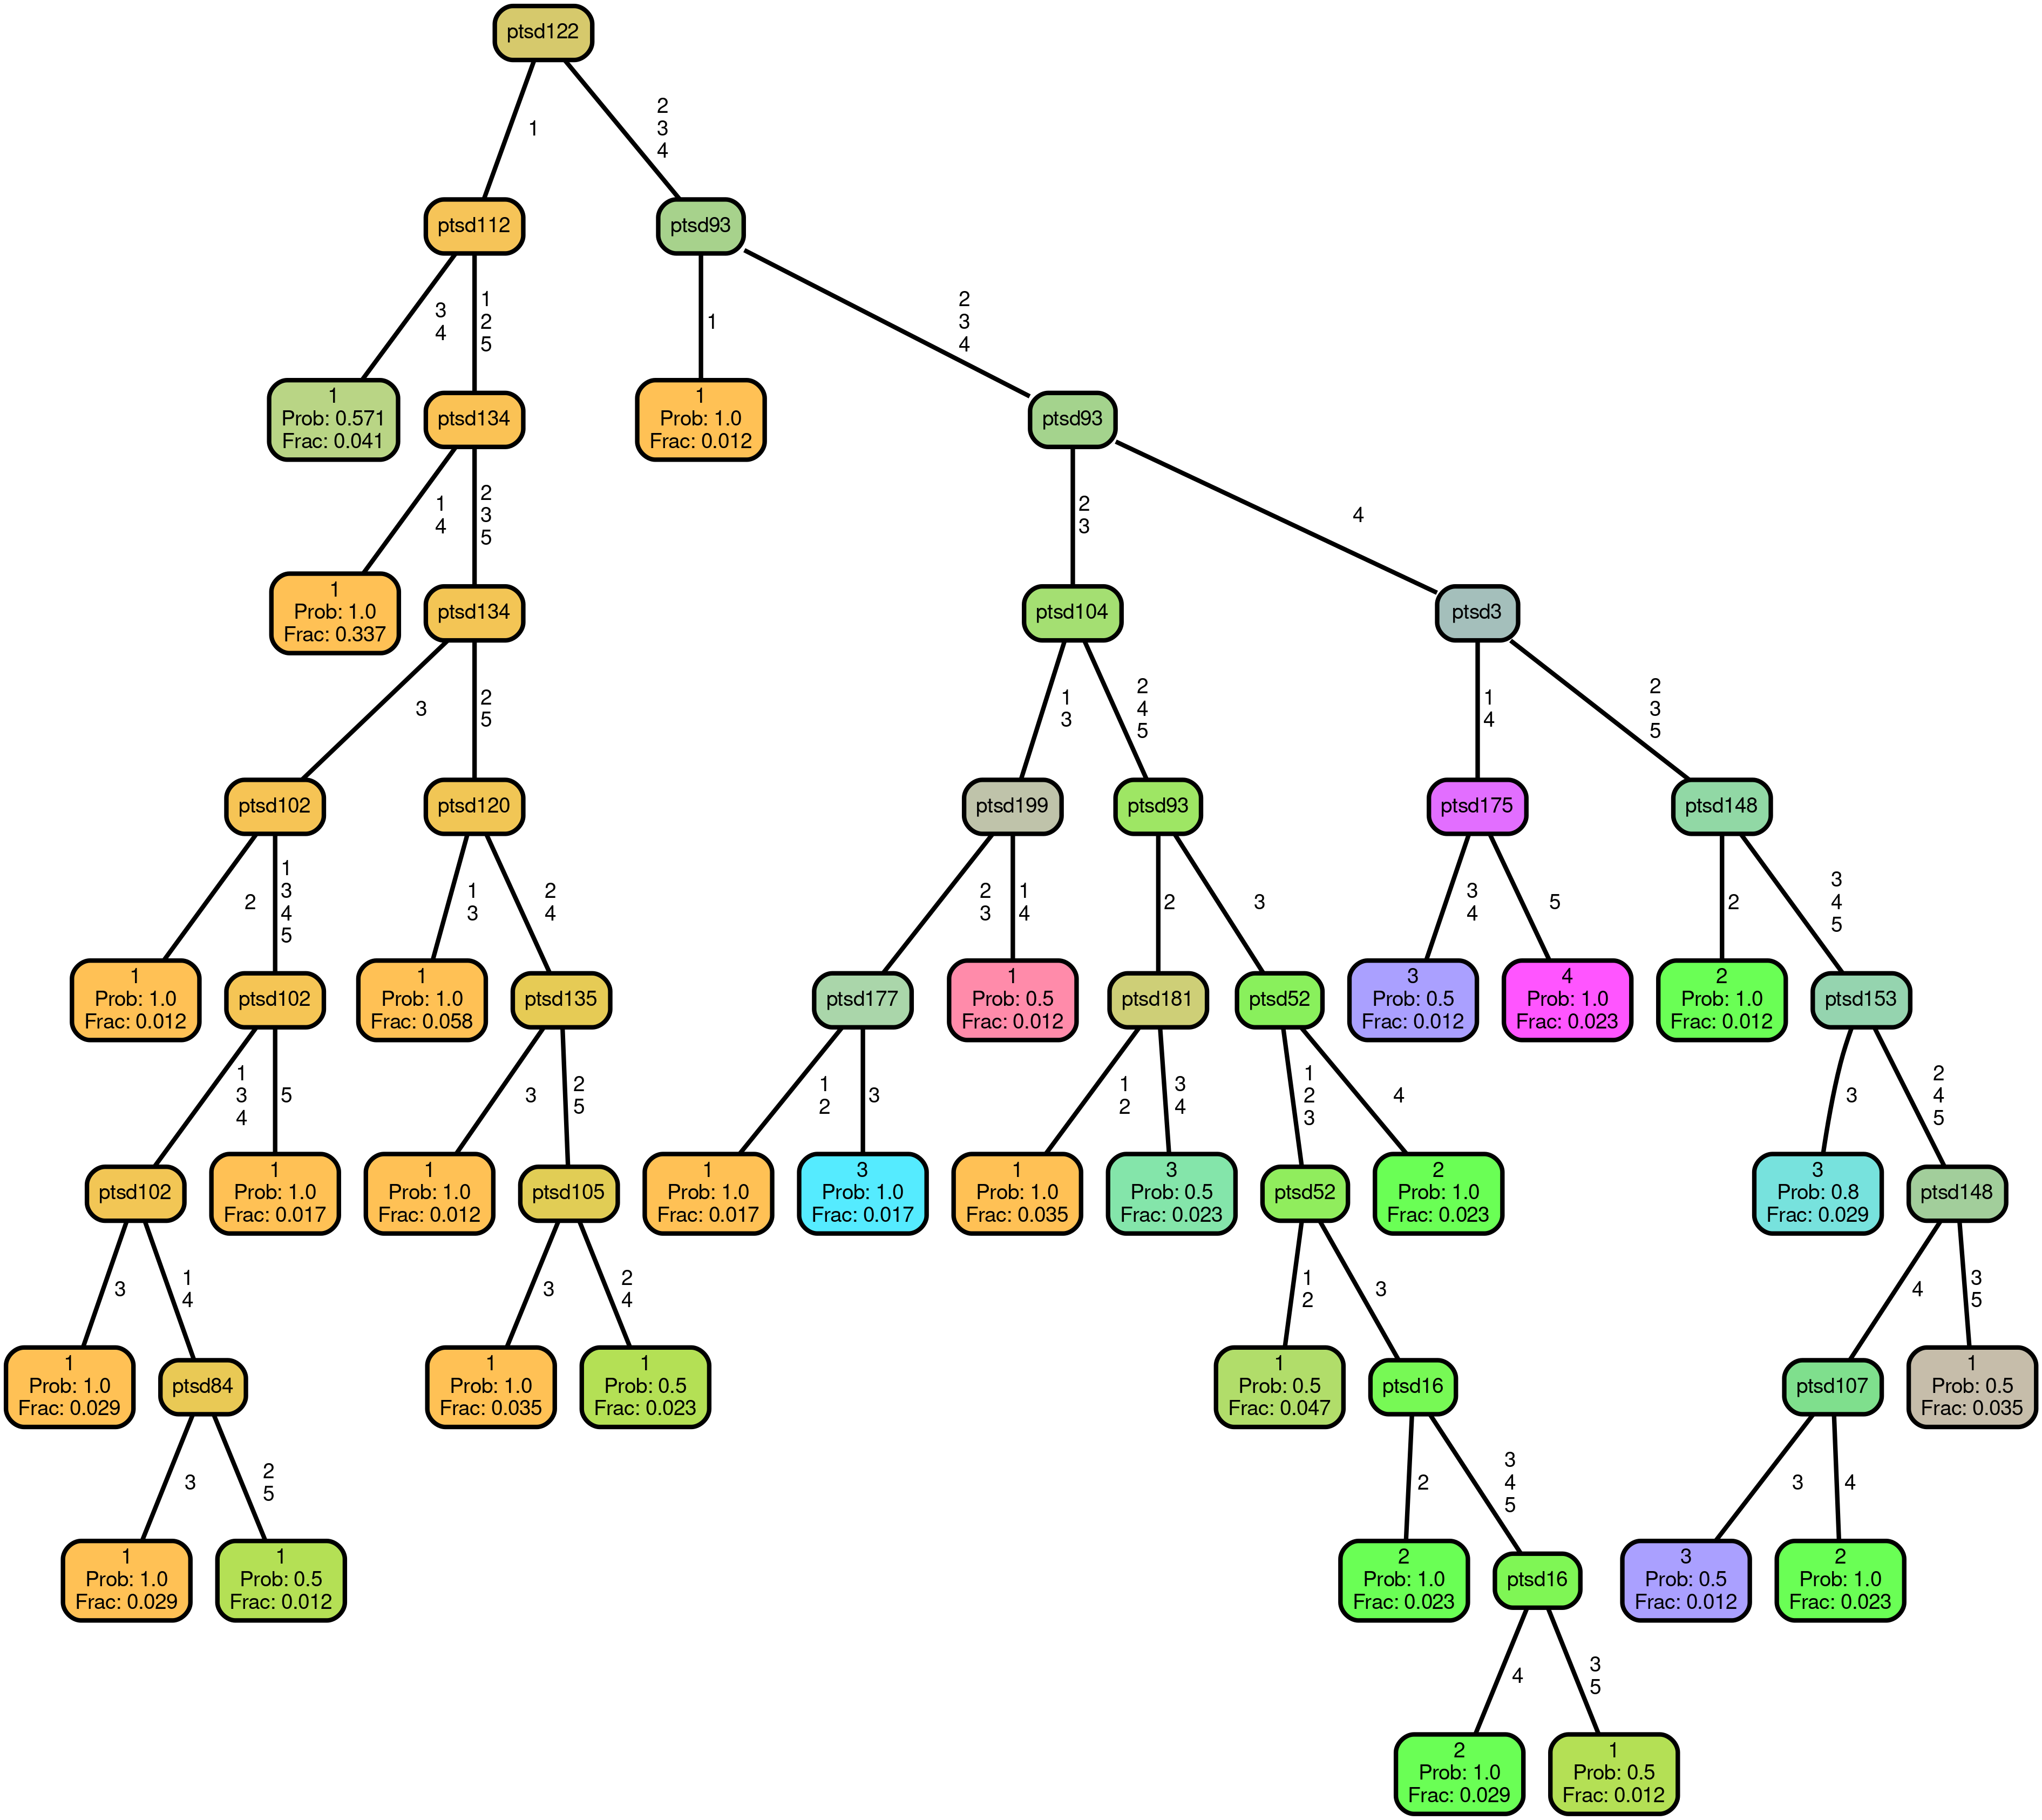 ptsd122
1
2
3
4
ptsd112
ptsd93
3
4
1
2
5
1
2
3
4
1
Prob: 0.571
Frac: 0.041
ptsd134
1
Prob: 1.0
Frac: 0.012
ptsd93
1
4
2
3
5
2
3
4
1
Prob: 1.0
Frac: 0.337
ptsd134
ptsd104
ptsd3
3
2
5
1
3
2
4
5
1
4
2
3
5
ptsd102
ptsd120
ptsd199
ptsd93
ptsd175
ptsd148
2
1
3
4
5
1
3
2
4
2
3
1
4
2
3
3
4
5
2
3
4
5
1
Prob: 1.0
Frac: 0.012
ptsd102
1
Prob: 1.0
Frac: 0.058
ptsd135
ptsd177
1
Prob: 0.5
Frac: 0.012
ptsd181
ptsd52
3
Prob: 0.5
Frac: 0.012
4
Prob: 1.0
Frac: 0.023
2
Prob: 1.0
Frac: 0.012
ptsd153
1
3
4
5
3
2
5
1
2
3
1
2
3
4
1
2
3
4
3
2
4
5
ptsd102
1
Prob: 1.0
Frac: 0.017
1
Prob: 1.0
Frac: 0.012
ptsd105
1
Prob: 1.0
Frac: 0.017
3
Prob: 1.0
Frac: 0.017
1
Prob: 1.0
Frac: 0.035
3
Prob: 0.5
Frac: 0.023
ptsd52
2
Prob: 1.0
Frac: 0.023
3
Prob: 0.8
Frac: 0.029
ptsd148
3
1
4
3
2
4
1
2
3
4
3
5
1
Prob: 1.0
Frac: 0.029
ptsd84
1
Prob: 1.0
Frac: 0.035
1
Prob: 0.5
Frac: 0.023
1
Prob: 0.5
Frac: 0.047
ptsd16
ptsd107
1
Prob: 0.5
Frac: 0.035
3
2
5
2
3
4
5
3
4
1
Prob: 1.0
Frac: 0.029
1
Prob: 0.5
Frac: 0.012
2
Prob: 1.0
Frac: 0.023
ptsd16
3
Prob: 0.5
Frac: 0.012
2
Prob: 1.0
Frac: 0.023
4
3
5
2
Prob: 1.0
Frac: 0.029
1
Prob: 0.5
Frac: 0.012